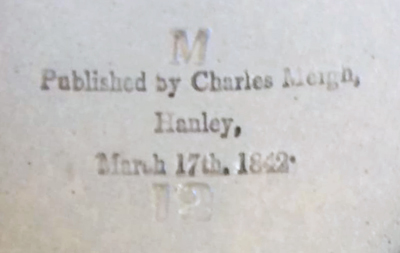 M
Published by Charles Meigh,
Hanley,
March 17th. 1842.
12